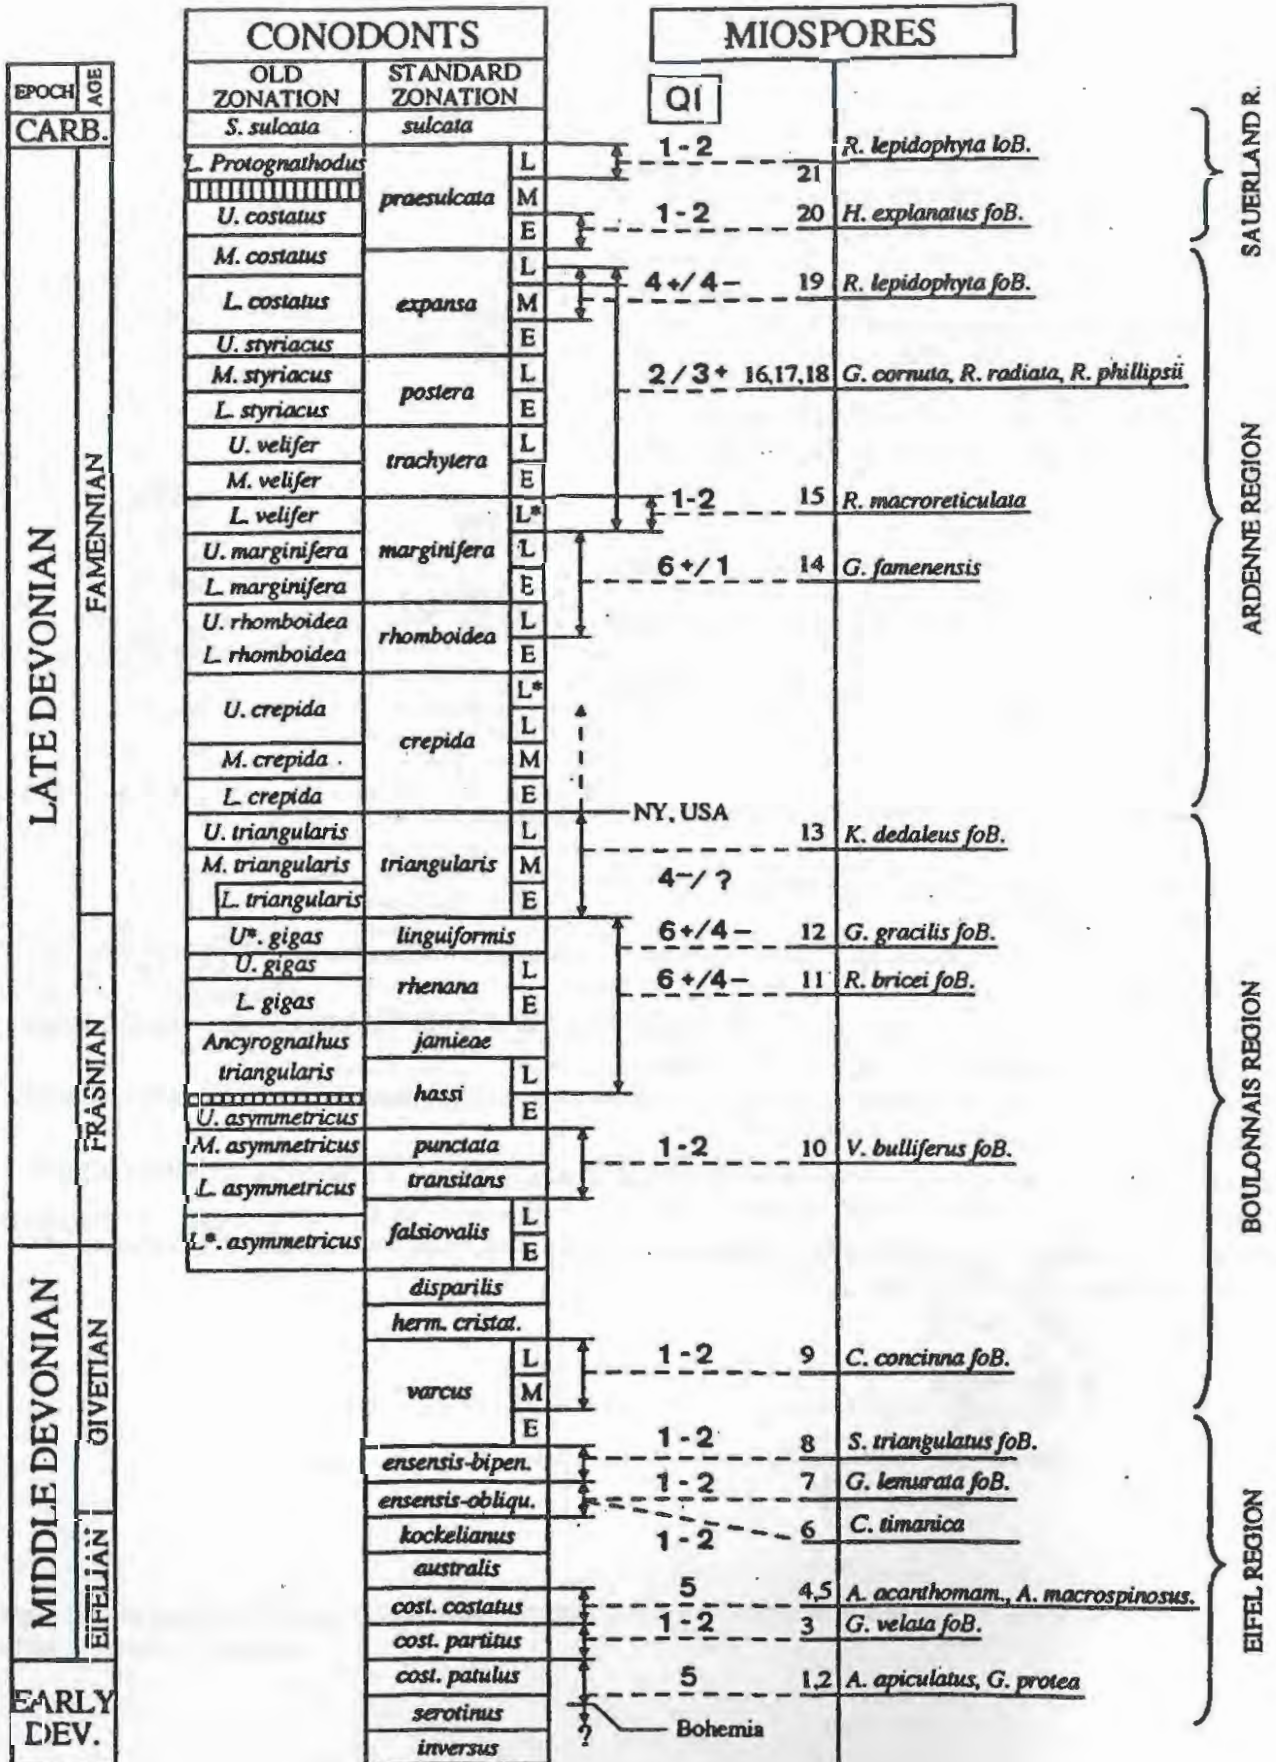 CONODONTS
MIOSPORES
EPOCH
AGE
OLD ZONATION
STANDARD ZONATION
QI
CARB.
S. sulcata
sulcata
L. Protognathodus
praesulcata
L
M
E
U. costatus
M. costatus
L. costatus
U. styriacus
expansa
L
M
E
M. styriacus
L. styriacus
postera
L
E
U. velifer
M. velifer
trachytera
L
E
L. velifer
U. marginifera
L. marginifera
marginifera
L*
L
E
U. rhomboidea
L. rhomboidea
rhomboidea
L
E
U. crepida
M. crepida
L. crepida
crepida
L*
L
M
E
U. triangularis
M. triangularis
L. triangularis
triangularis
L
M
E
U*. gigas
linguiformis
U. gigas
L. gigas
rhenana
L
E
Ancyrognathus
triangularis
jamieae
hassi
L
E
U. asymmetricus
M. asymmetricus
punctata
L. asymmetricus
transitans
L*. asymmetricus
falsiovalis
L
E
disparilis
herm. cristat.
varcus
L
M
E
ensensis-bipen.
ensensis-obliqu.
kockelianus
australis
cost. costatus
cost. partitus
cost. patulus
serotinus
inversus
LATE DEVONIAN
FAMENNIAN
FRASNIAN
MIDDLE DEVONIAN
GIVETIAN
EIFELIAN
EARLY
DEV.
1-2 21 R. lepidophyta loB.
1-2 20 H. explanatus foB.
4+/4- 19 R. lepidophyta foB.
2/3+ 16,17,18 G. cornuta, R. radiata, R. phillipsii
1-2 15 R. macroreticulata
6+/1 14 G. famenensis
NY, USA
13 K. dedaleus foB.
4-/?
6+/4- 12 G. gracilis foB.
6+/4- 11 R. bricei foB.
1-2 10 V. bulliferus foB.
1-2 9 C. concinna foB.
1-2 8 S. triangulatus foB.
1-2 7 G. lemurata foB.
1-2 6 C. timanica
5 4,5 A. acanthomam., A. macrospinosus.
1-2 3 G. velata foB.
5 1,2 A. apiculatus, G. protea
? Bohemia
SAUERLAND R.
ARDENNE REGION
BOULONNAIS REGION
EIFEL REGION